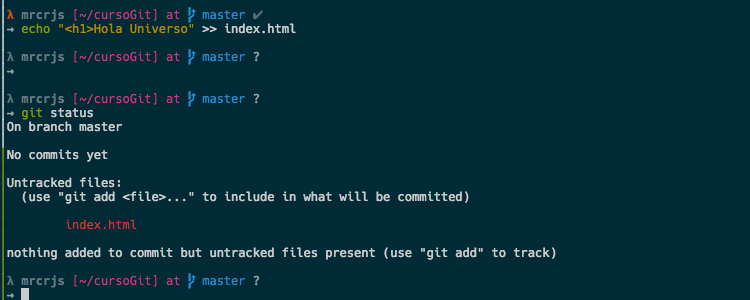 λ mrcrjs [~/cursoGit] at master ✔
→ echo "<h1>Hola Universo" >> index.html
λ mrcrjs [~/cursoGit] at master ?
→
λ mrcrjs [~/cursoGit] at master ?
→ git status
On branch master
No commits yet
Untracked files:
(use "git add <file>..." to include in what will be committed)
index.html
nothing added to commit but untracked files present (use "git add" to track)
λ mrcrjs [~/cursoGit] at master ?
→